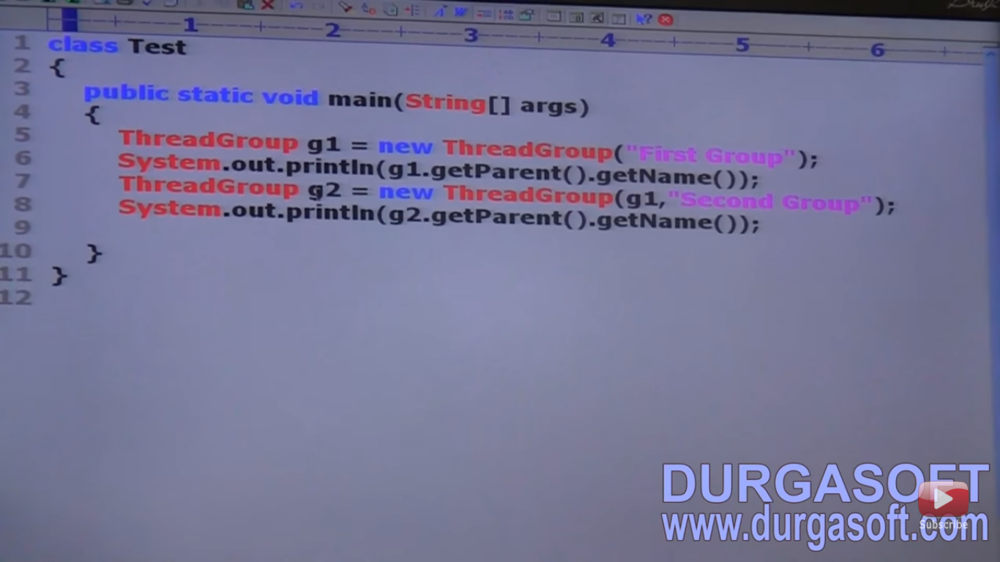 1 2 3 4 5 6
1 class Test
2 {
3 public static void main(String[] args)
4 {
5 ThreadGroup g1 = new ThreadGroup("First Group");
6 System.out.println(g1.getParent().getName());
7 ThreadGroup g2 = new ThreadGroup(g1,"Second Group");
8 System.out.println(g2.getParent().getName());
9
10 }
11 }
12
DURGASOFT
www.durgasoft.com
Subscribe